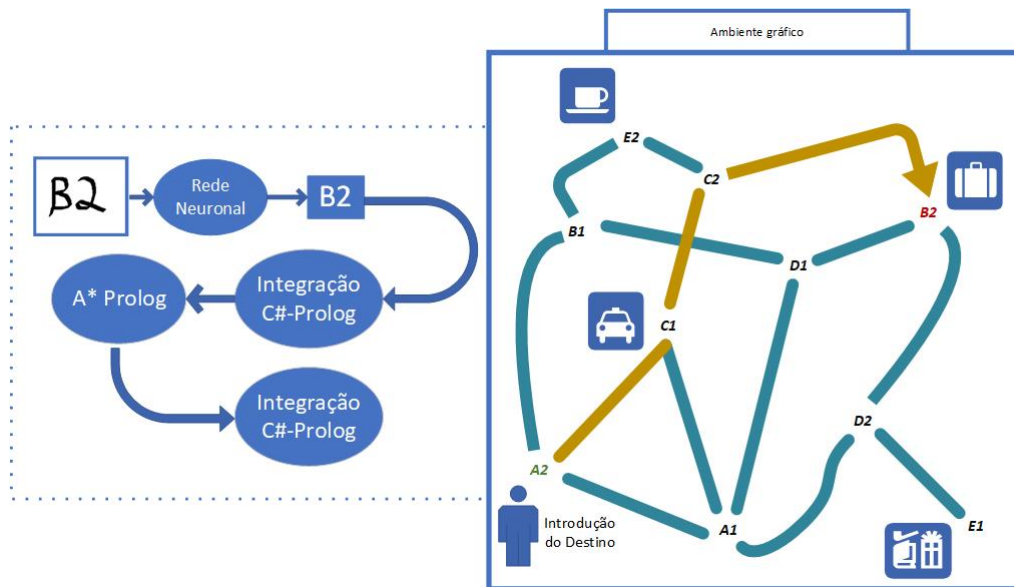 Ambiente gráfico
B2
Rede
Neuronal
B2
Integração
C#-Prolog
A* Prolog
Integração
C#-Prolog
E2
C2
B2
B1
D1
C1
D2
A2
A1
E1
Introdução
do Destino